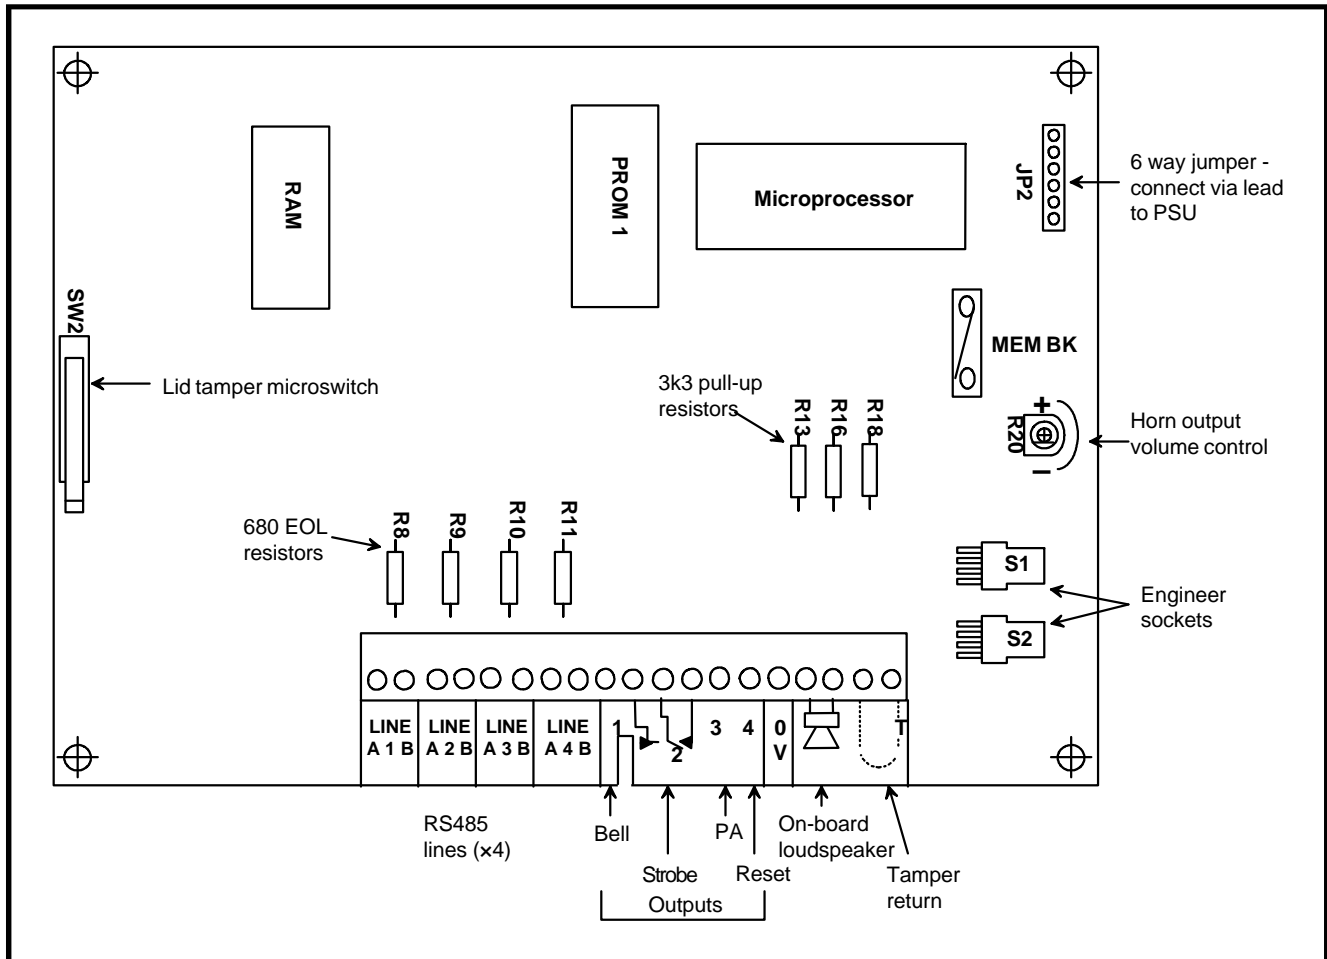 RAM
PROM 1
Microprocessor
JP2
6 way jumper -
connect via lead
to PSU
SW2
Lid tamper microswitch
MEM BK
3k3 pull-up
resistors
R13
R16
R18
+
R20
−
Horn output
volume control
680 EOL
resistors
R8
R9
R10
R11
S1
S2
Engineer
sockets
LINE
A 1 B
LINE
A 2 B
LINE
A 3 B
LINE
A 4 B
1
2
3
4
0
V
T
RS485
lines (×4)
Bell
Strobe
PA
Reset
Outputs
On-board
loudspeaker
Tamper
return